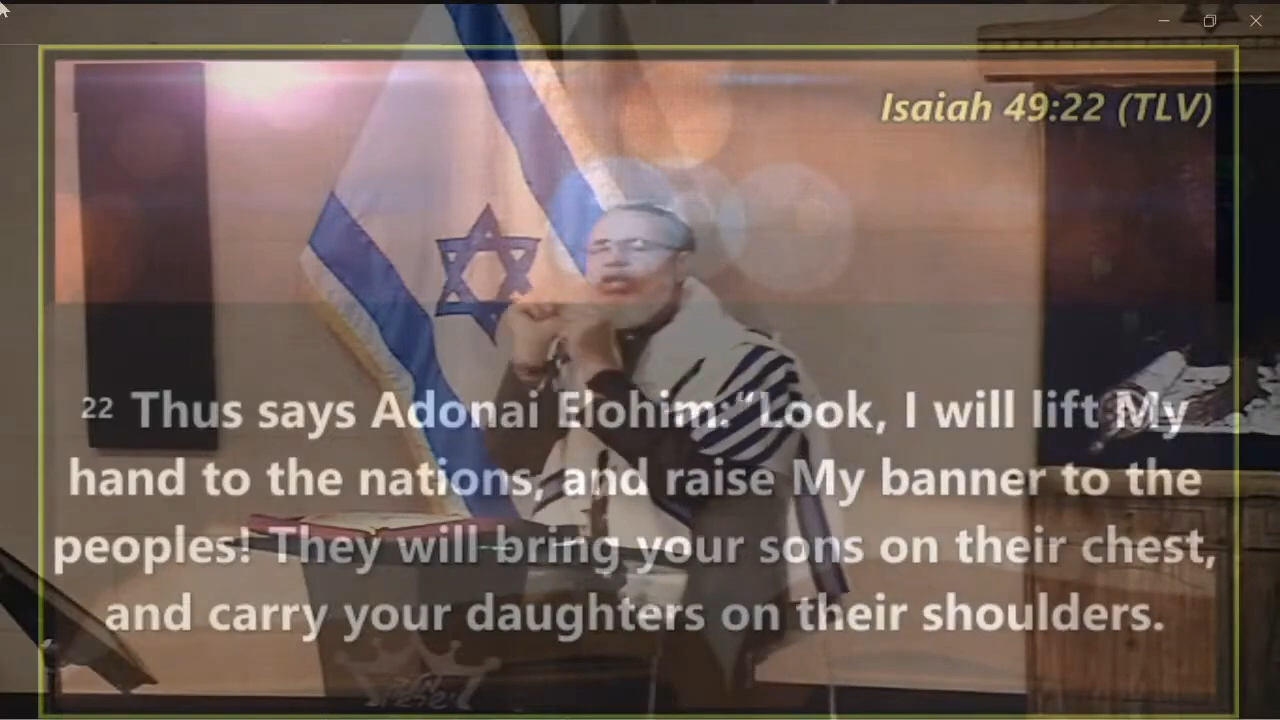 Isaiah 49:22 (TLV)
22 Thus says Adonai Elohim:“Look, I will lift My
hand to the nations, and raise My banner to the
peoples! They will bring your sons on their chest,
and carry your daughters on their shoulders.